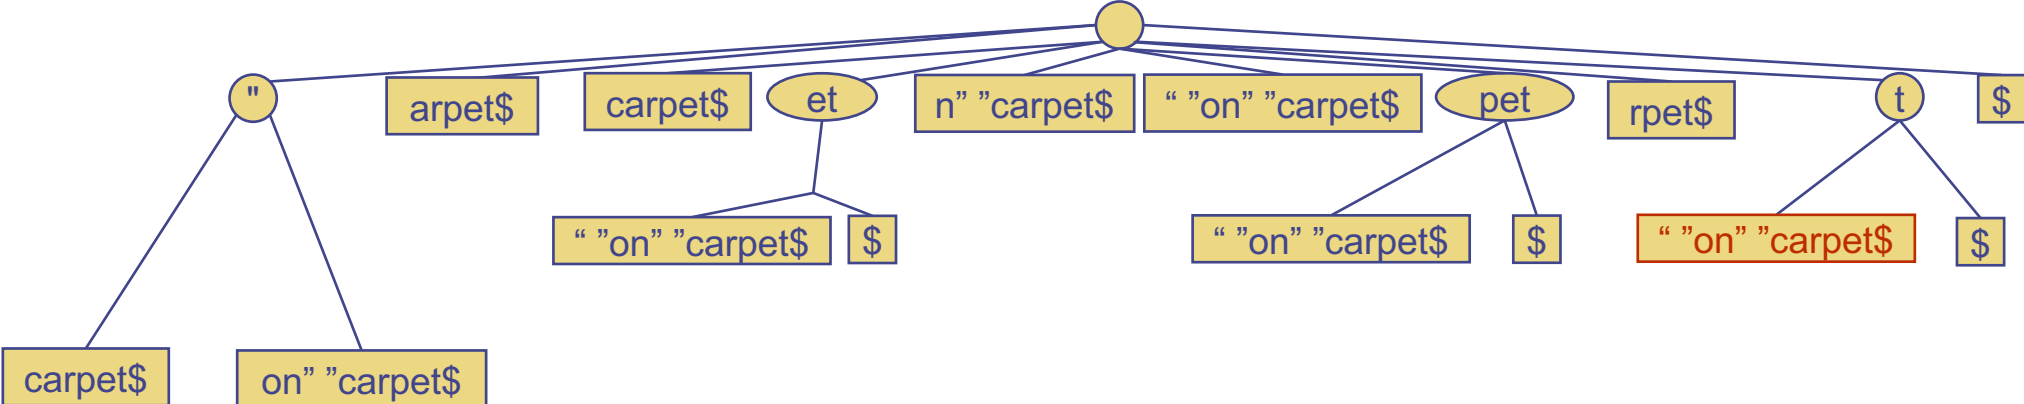 "
arpet$
carpet$
et
n” ”carpet$
“ ”on” ”carpet$
pet
rpet$
t
$
“ ”on” ”carpet$
$
“ ”on” ”carpet$
$
“ ”on” ”carpet$
$
carpet$
on” ”carpet$